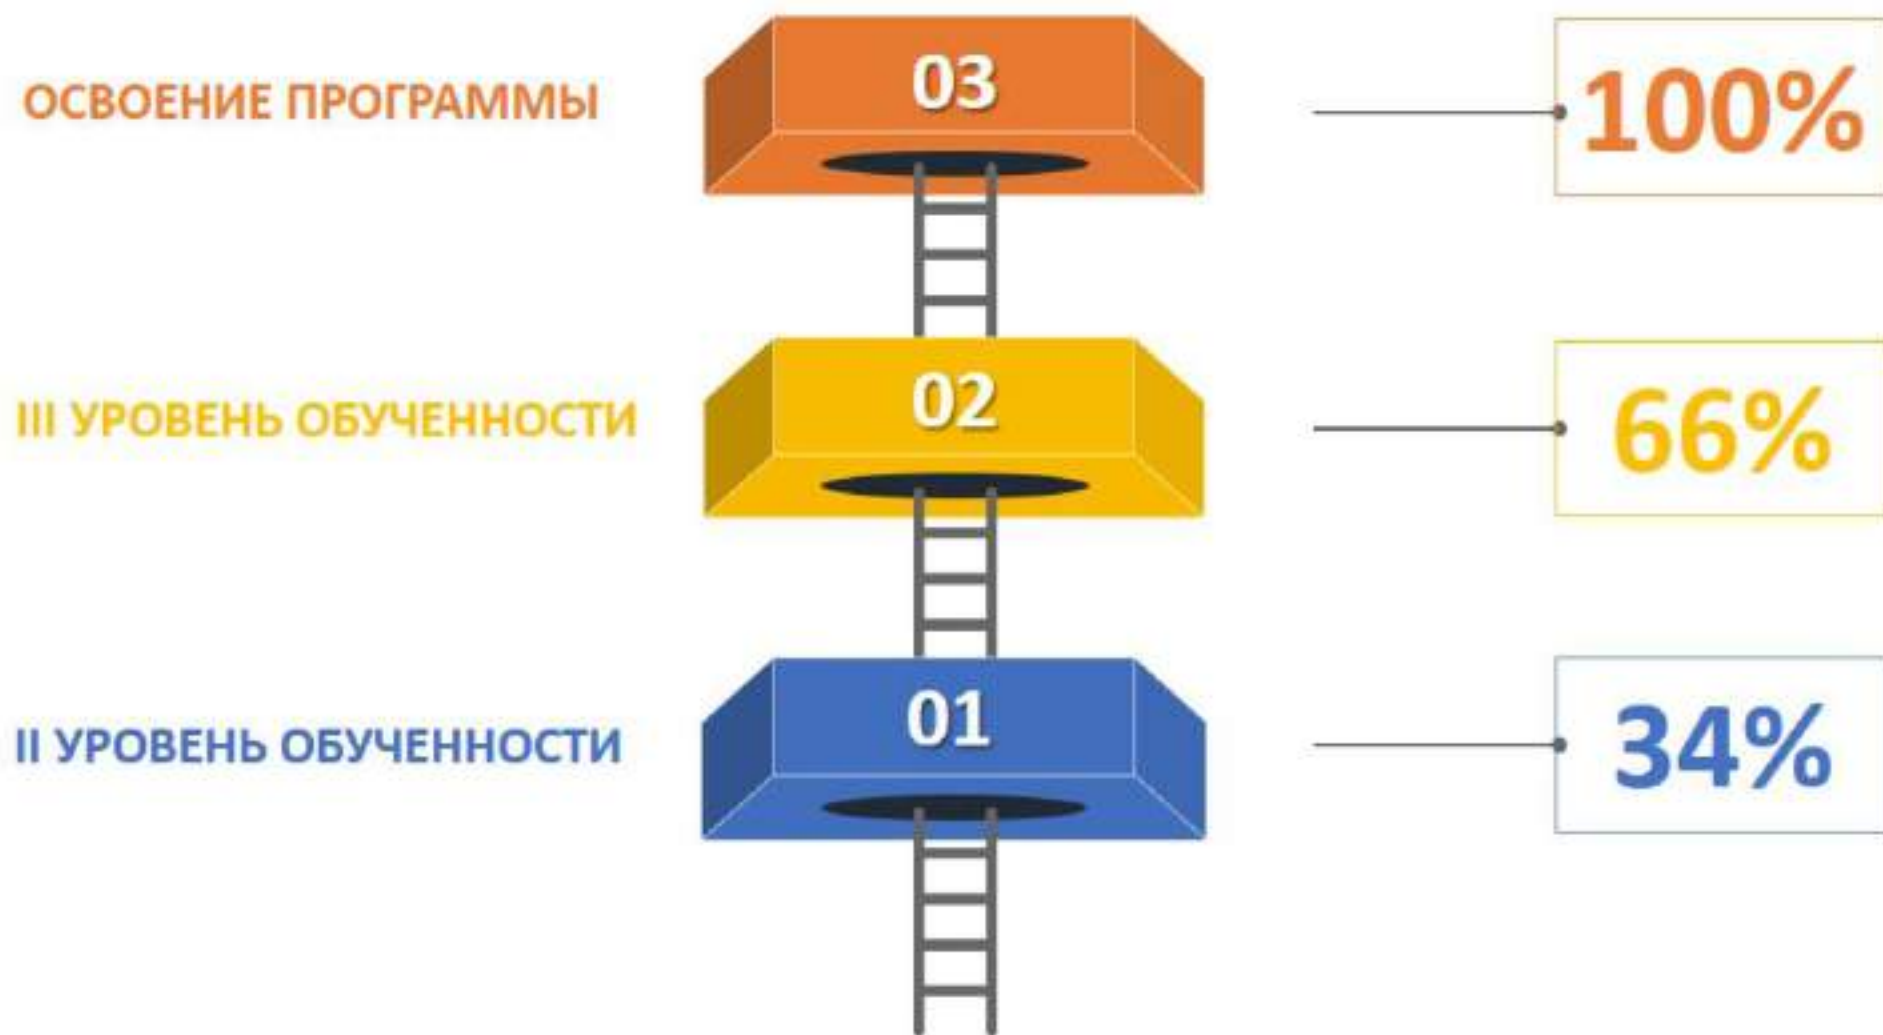 ОСВОЕНИЕ ПРОГРАММЫ
03
100%
III УРОВЕНЬ ОБУЧЕННОСТИ
02
66%
II УРОВЕНЬ ОБУЧЕННОСТИ
01
34%